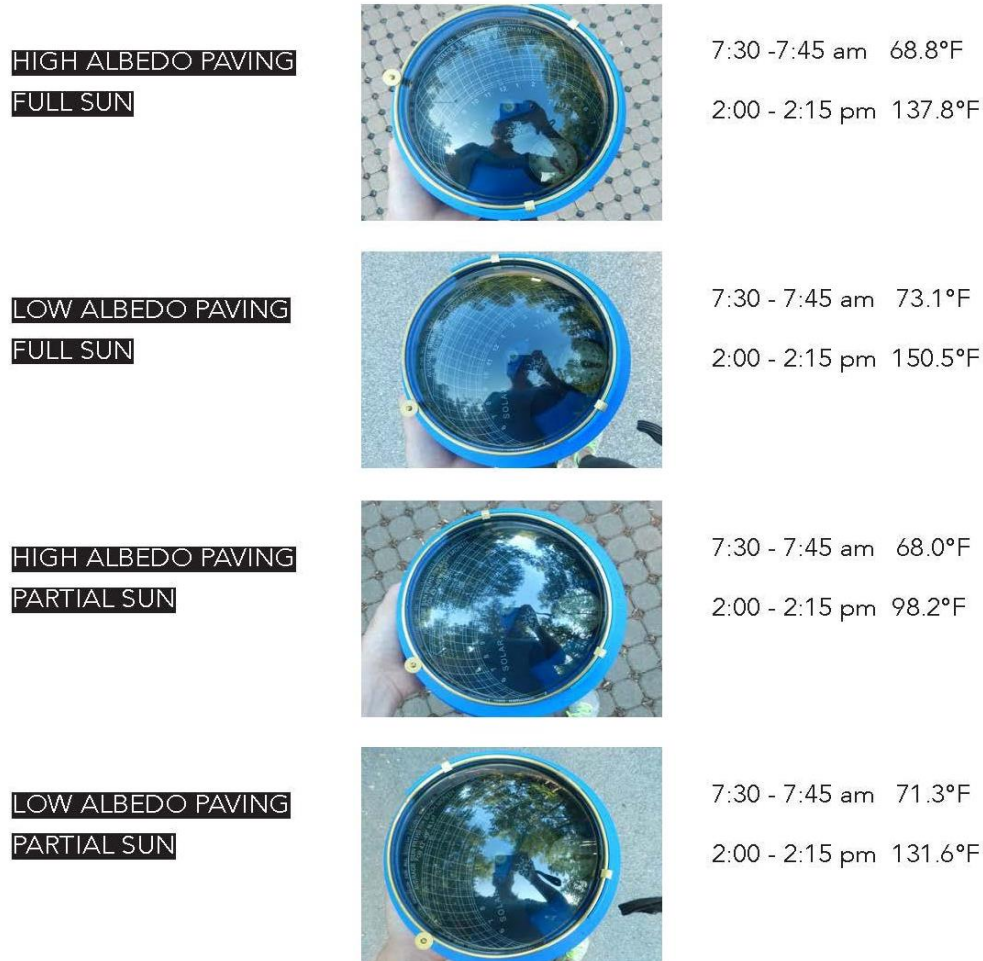 HIGH ALBEDO PAVING
FULL SUN
7:30 -7:45 am 68.8°F
2:00 - 2:15 pm 137.8°F
LOW ALBEDO PAVING
FULL SUN
7:30 - 7:45 am 73.1°F
2:00 - 2:15 pm 150.5°F
SOLAR
HIGH ALBEDO PAVING
PARTIAL SUN
7:30 - 7:45 am 68.0°F
2:00 - 2:15 pm 98.2°F
SOLAR
LOW ALBEDO PAVING
PARTIAL SUN
7:30 - 7:45 am 71.3°F
2:00 - 2:15 pm 131.6°F
SOLAR